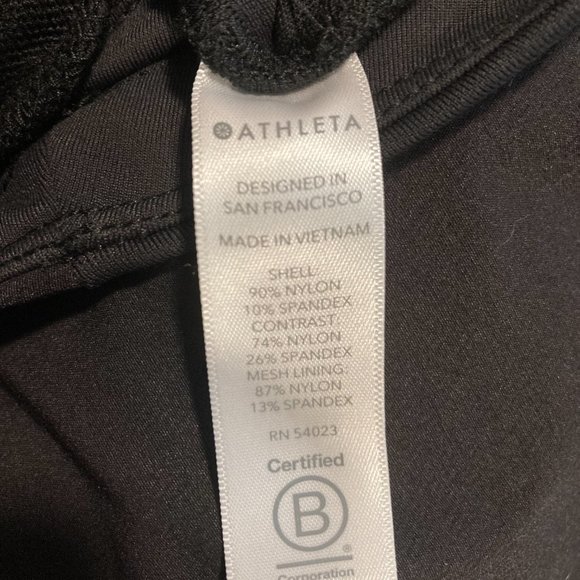 ATHLETA
DESIGNED IN
SAN FRANCISCO
MADE IN VIETNAM
SHELL:
90% NYLON
10% SPANDEX
CONTRAST:
74% NYLON
26% SPANDEX
MESH LINING:
87% NYLON
13% SPANDEX
RN 54023
Certified
B
®
Corporation